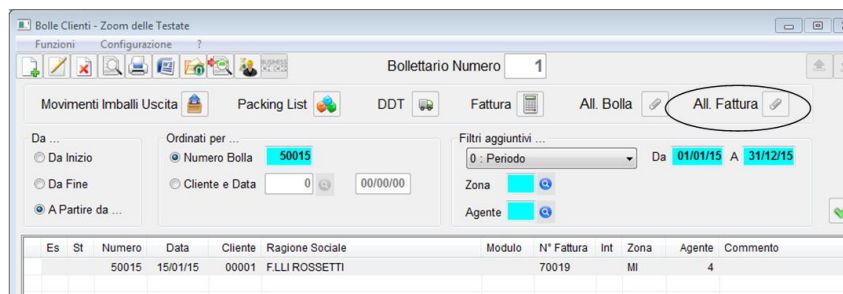 Bolle Clienti - Zoom delle Testate
Funzioni Configurazione ?
Bollettario Numero 1
Movimenti Imballi Uscita Packing List DDT Fattura All. Bolla All. Fattura
Da ... Ordinati per ... Filtri aggiuntivi ...
Da Inizio Numero Bolla 50015 0 : Periodo Da 01/01/15 A 31/12/15
Da Fine Cliente e Data 0 00/00/00 Zona
A Partire da ... Agente
Es St Numero Data Cliente Ragione Sociale Modulo N° Fattura Int Zona Agente Commento
50015 15/01/15 00001 F.LLI ROSSETTI 70019 MI 4